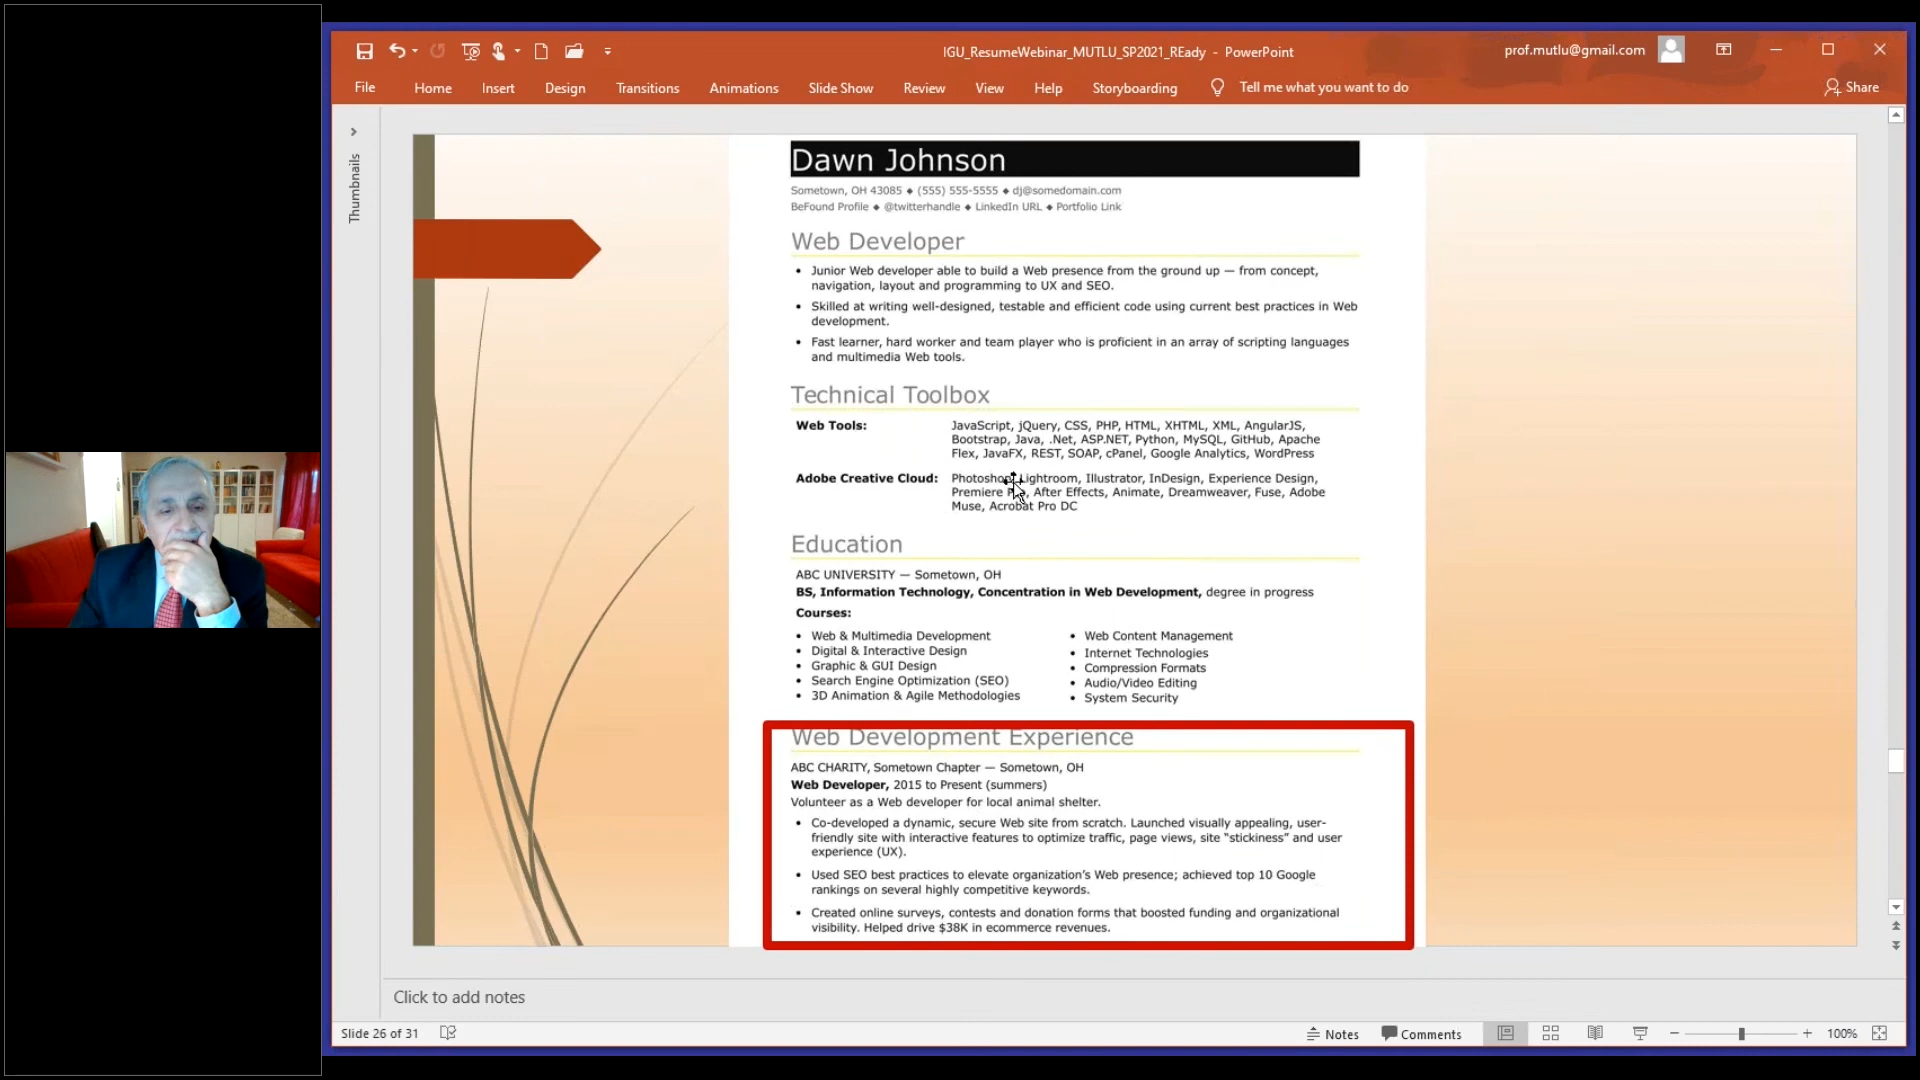 IGU_ResumeWebinar_MUTLU_SP2021_REady - PowerPoint
prof.mutlu@gmail.com
File Home Insert Design Transitions Animations Slide Show Review View Help Storyboarding Tell me what you want to do Share
Thumbnails
Dawn Johnson
Sometown, OH 43085 ◆ (555) 555-5555 ◆ dj@somedomain.com
BeFound Profile ◆ @twitterhandle ◆ LinkedIn URL ◆ Portfolio Link
Web Developer
• Junior Web developer able to build a Web presence from the ground up — from concept,
navigation, layout and programming to UX and SEO.
• Skilled at writing well-designed, testable and efficient code using current best practices in Web
development.
• Fast learner, hard worker and team player who is proficient in an array of scripting languages
and multimedia Web tools.
Technical Toolbox
Web Tools: JavaScript, jQuery, CSS, PHP, HTML, XHTML, XML, AngularJS,
Bootstrap, Java, .Net, ASP.NET, Python, MySQL, GitHub, Apache
Flex, JavaFX, REST, SOAP, cPanel, Google Analytics, WordPress
Adobe Creative Cloud: Photoshop, Lightroom, Illustrator, InDesign, Experience Design,
Premiere Pro, After Effects, Animate, Dreamweaver, Fuse, Adobe
Muse, Acrobat Pro DC
Education
ABC UNIVERSITY — Sometown, OH
BS, Information Technology, Concentration in Web Development, degree in progress
Courses:
• Web & Multimedia Development
• Digital & Interactive Design
• Graphic & GUI Design
• Search Engine Optimization (SEO)
• 3D Animation & Agile Methodologies
• Web Content Management
• Internet Technologies
• Compression Formats
• Audio/Video Editing
• System Security
Web Development Experience
ABC CHARITY, Sometown Chapter — Sometown, OH
Web Developer, 2015 to Present (summers)
Volunteer as a Web developer for local animal shelter.
• Co-developed a dynamic, secure Web site from scratch. Launched visually appealing, user-
friendly site with interactive features to optimize traffic, page views, site “stickiness” and user
experience (UX).
• Used SEO best practices to elevate organization’s Web presence; achieved top 10 Google
rankings on several highly competitive keywords.
• Created online surveys, contests and donation forms that boosted funding and organizational
visibility. Helped drive $38K in ecommerce revenues.
Click to add notes
Slide 26 of 31 Notes Comments 100%